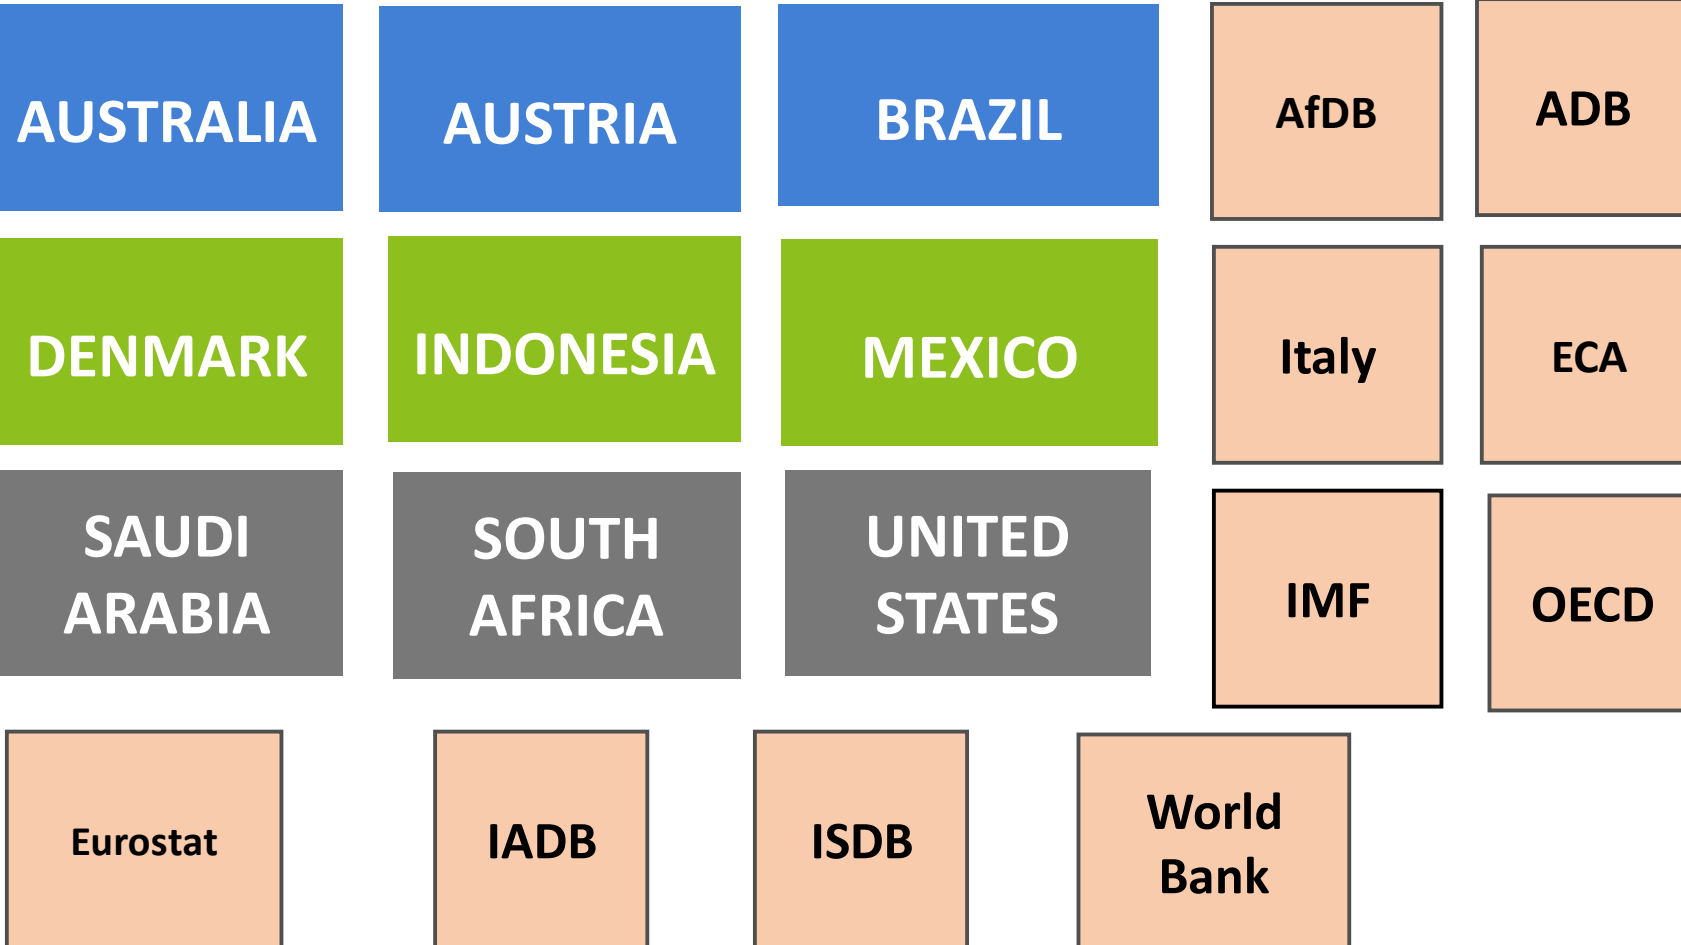 AUSTRALIA
AUSTRIA
BRAZIL
AfDB
ADB
DENMARK
INDONESIA
MEXICO
Italy
ECA
SAUDI
ARABIA
SOUTH
AFRICA
UNITED
STATES
IMF
OECD
Eurostat
IADB
ISDB
World
Bank